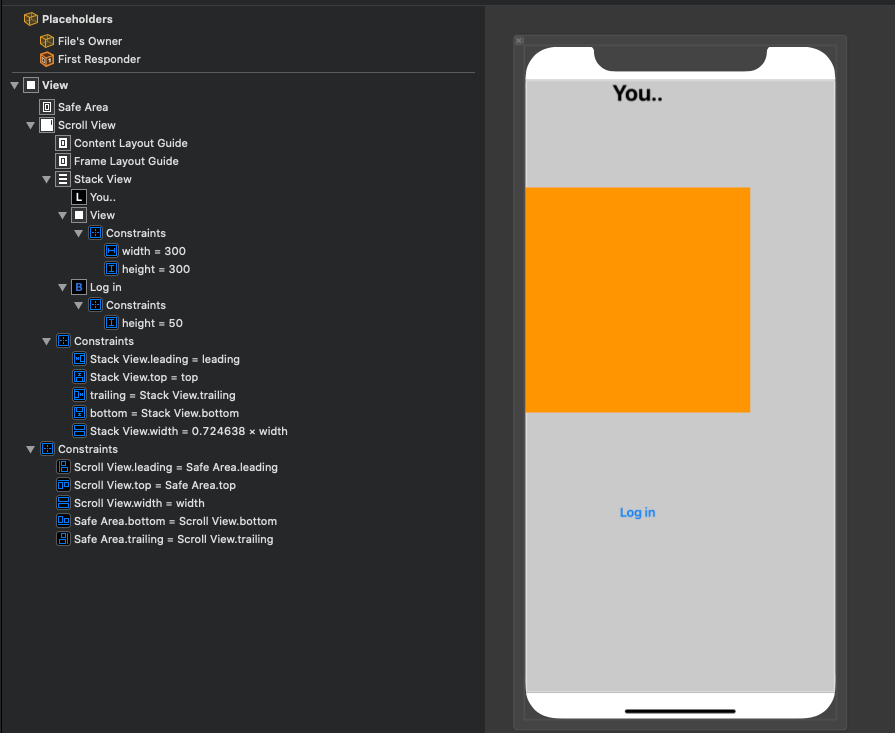 Placeholders
File's Owner
First Responder
View
Safe Area
Scroll View
Content Layout Guide
Frame Layout Guide
Stack View
L You..
View
Constraints
width = 300
height = 300
B Log in
Constraints
height = 50
Constraints
Stack View.leading = leading
Stack View.top = top
trailing = Stack View.trailing
bottom = Stack View.bottom
Stack View.width = 0.724638 × width
Constraints
Scroll View.leading = Safe Area.leading
Scroll View.top = Safe Area.top
Scroll View.width = width
Safe Area.bottom = Scroll View.bottom
Safe Area.trailing = Scroll View.trailing
You..
Log in